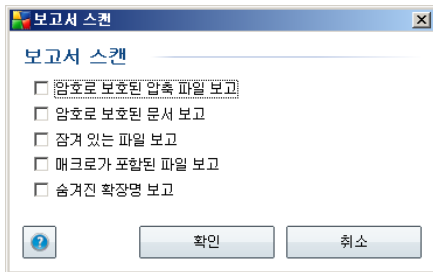 보고서 스캔
보고서 스캔
암호로 보호된 압축 파일 보고
암호로 보호된 문서 보고
잠겨 있는 파일 보고
매크로가 포함된 파일 보고
숨겨진 확장명 보고
? 확인 취소